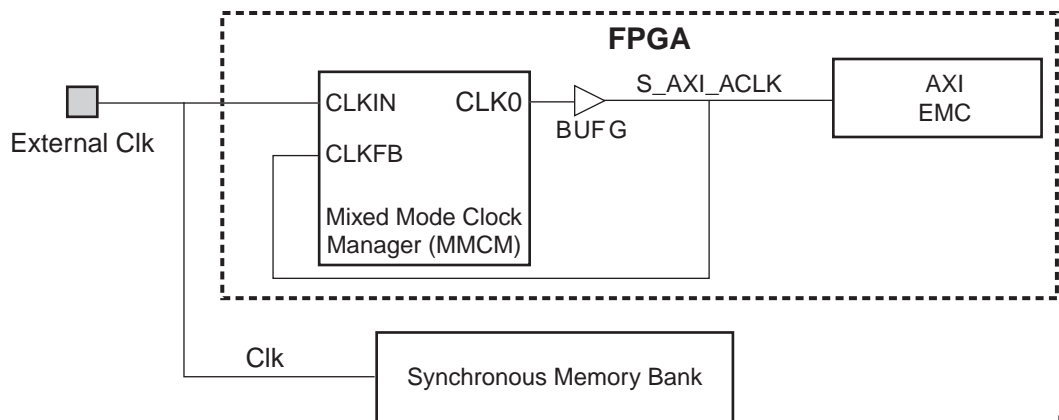 FPGA
S_AXI_ACLK
AXI
EMC
CLKIN
CLK0
BUFG
External Clk
CLKFB
Mixed Mode Clock
Manager (MMCM)
Clk
Synchronous Memory Bank